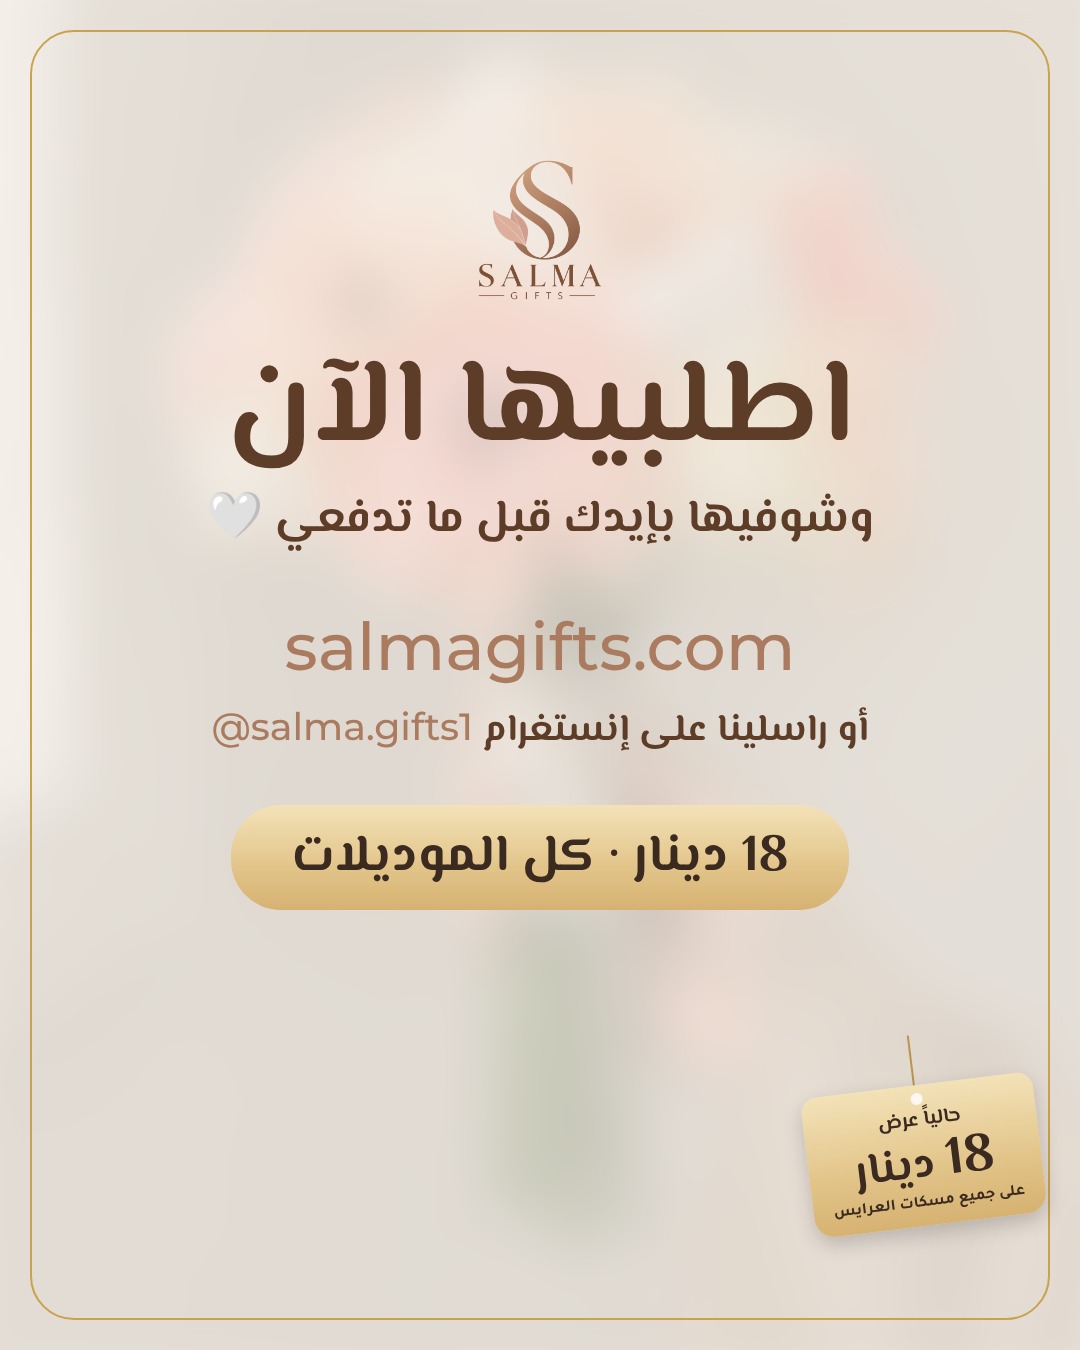 SALMA
GIFTS
اطلبيها الآن
وشوفيها بإيدك قبل ما تدفعي 🤍
salmagifts.com
أو راسلينا على إنستغرام @salma.gifts1
18 دينار · كل الموديلات
حالياً عرض
18 دينار
على جميع مسكات العرايس